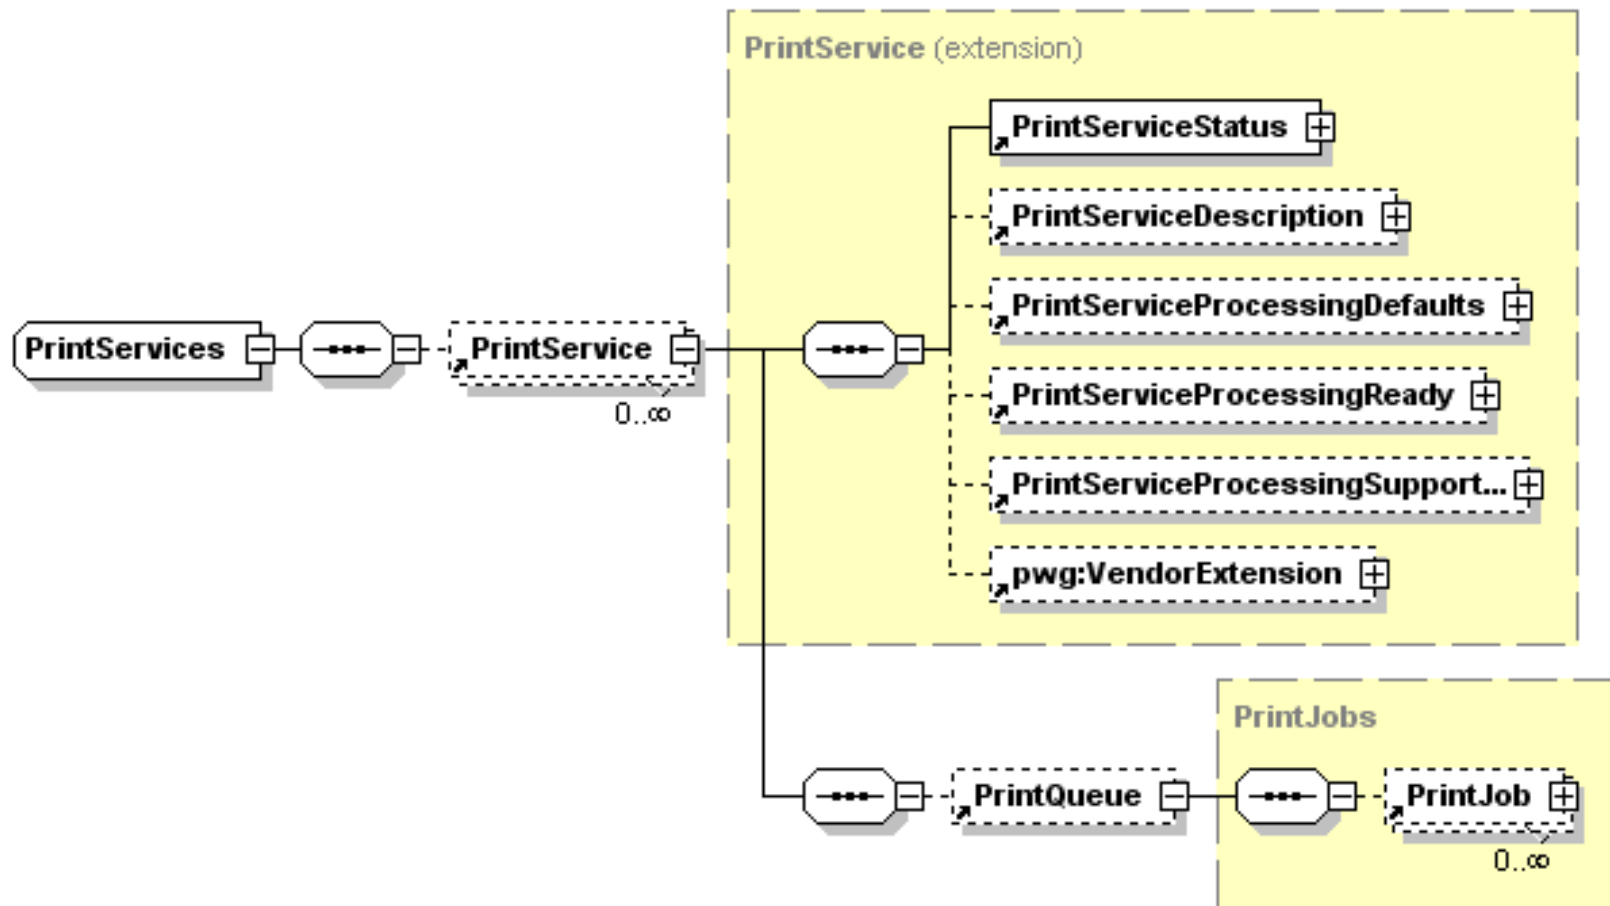 PrintService (extension)
PrintServiceStatus
PrintServiceDescription
PrintServiceProcessingDefaults
PrintServices
PrintService
0..∞
PrintServiceProcessingReady
PrintServiceProcessingSupport...
pwg:VendorExtension
PrintJobs
PrintQueue
PrintJob
0..∞